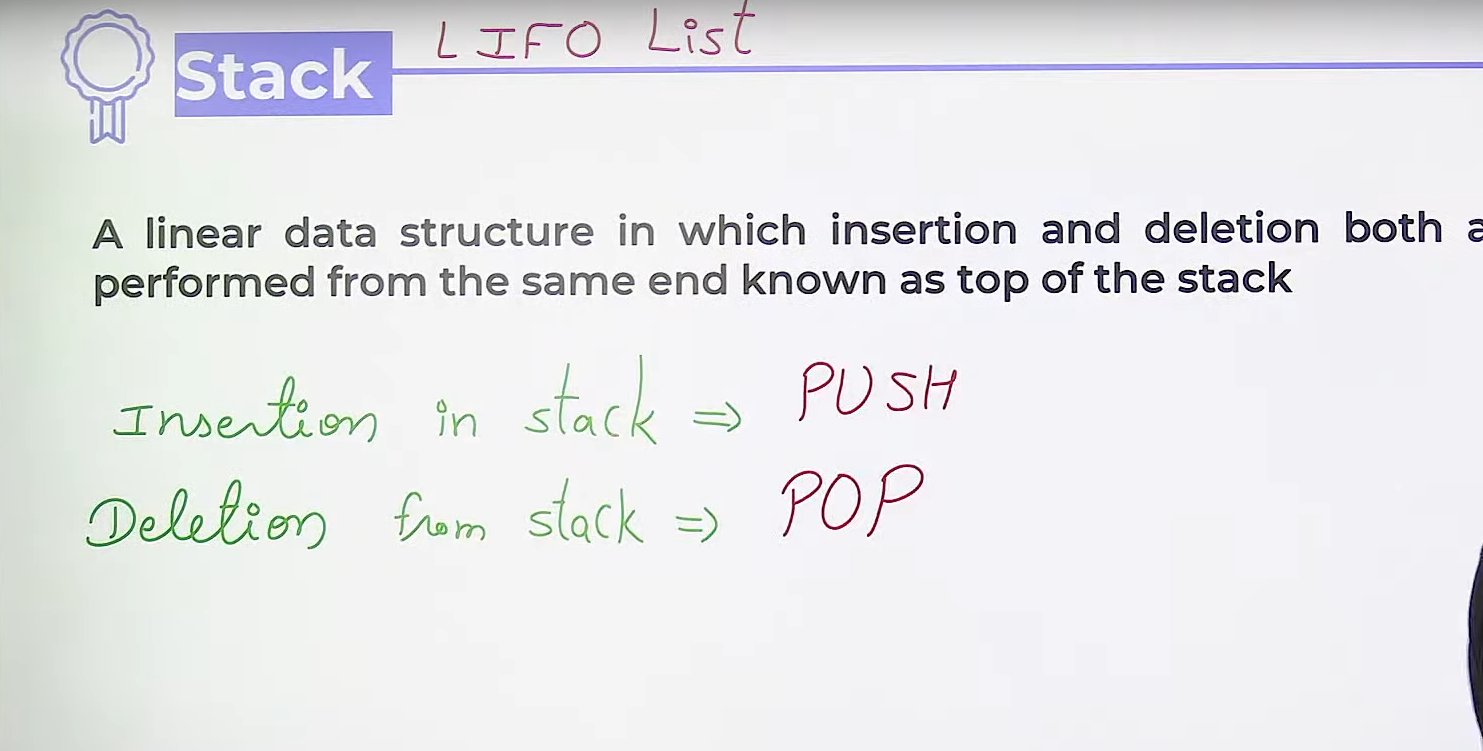 LIFO List
Stack
A linear data structure in which insertion and deletion both a
performed from the same end known as top of the stack
Insertion in stack ⇒ PUSH
Deletion from stack ⇒ POP